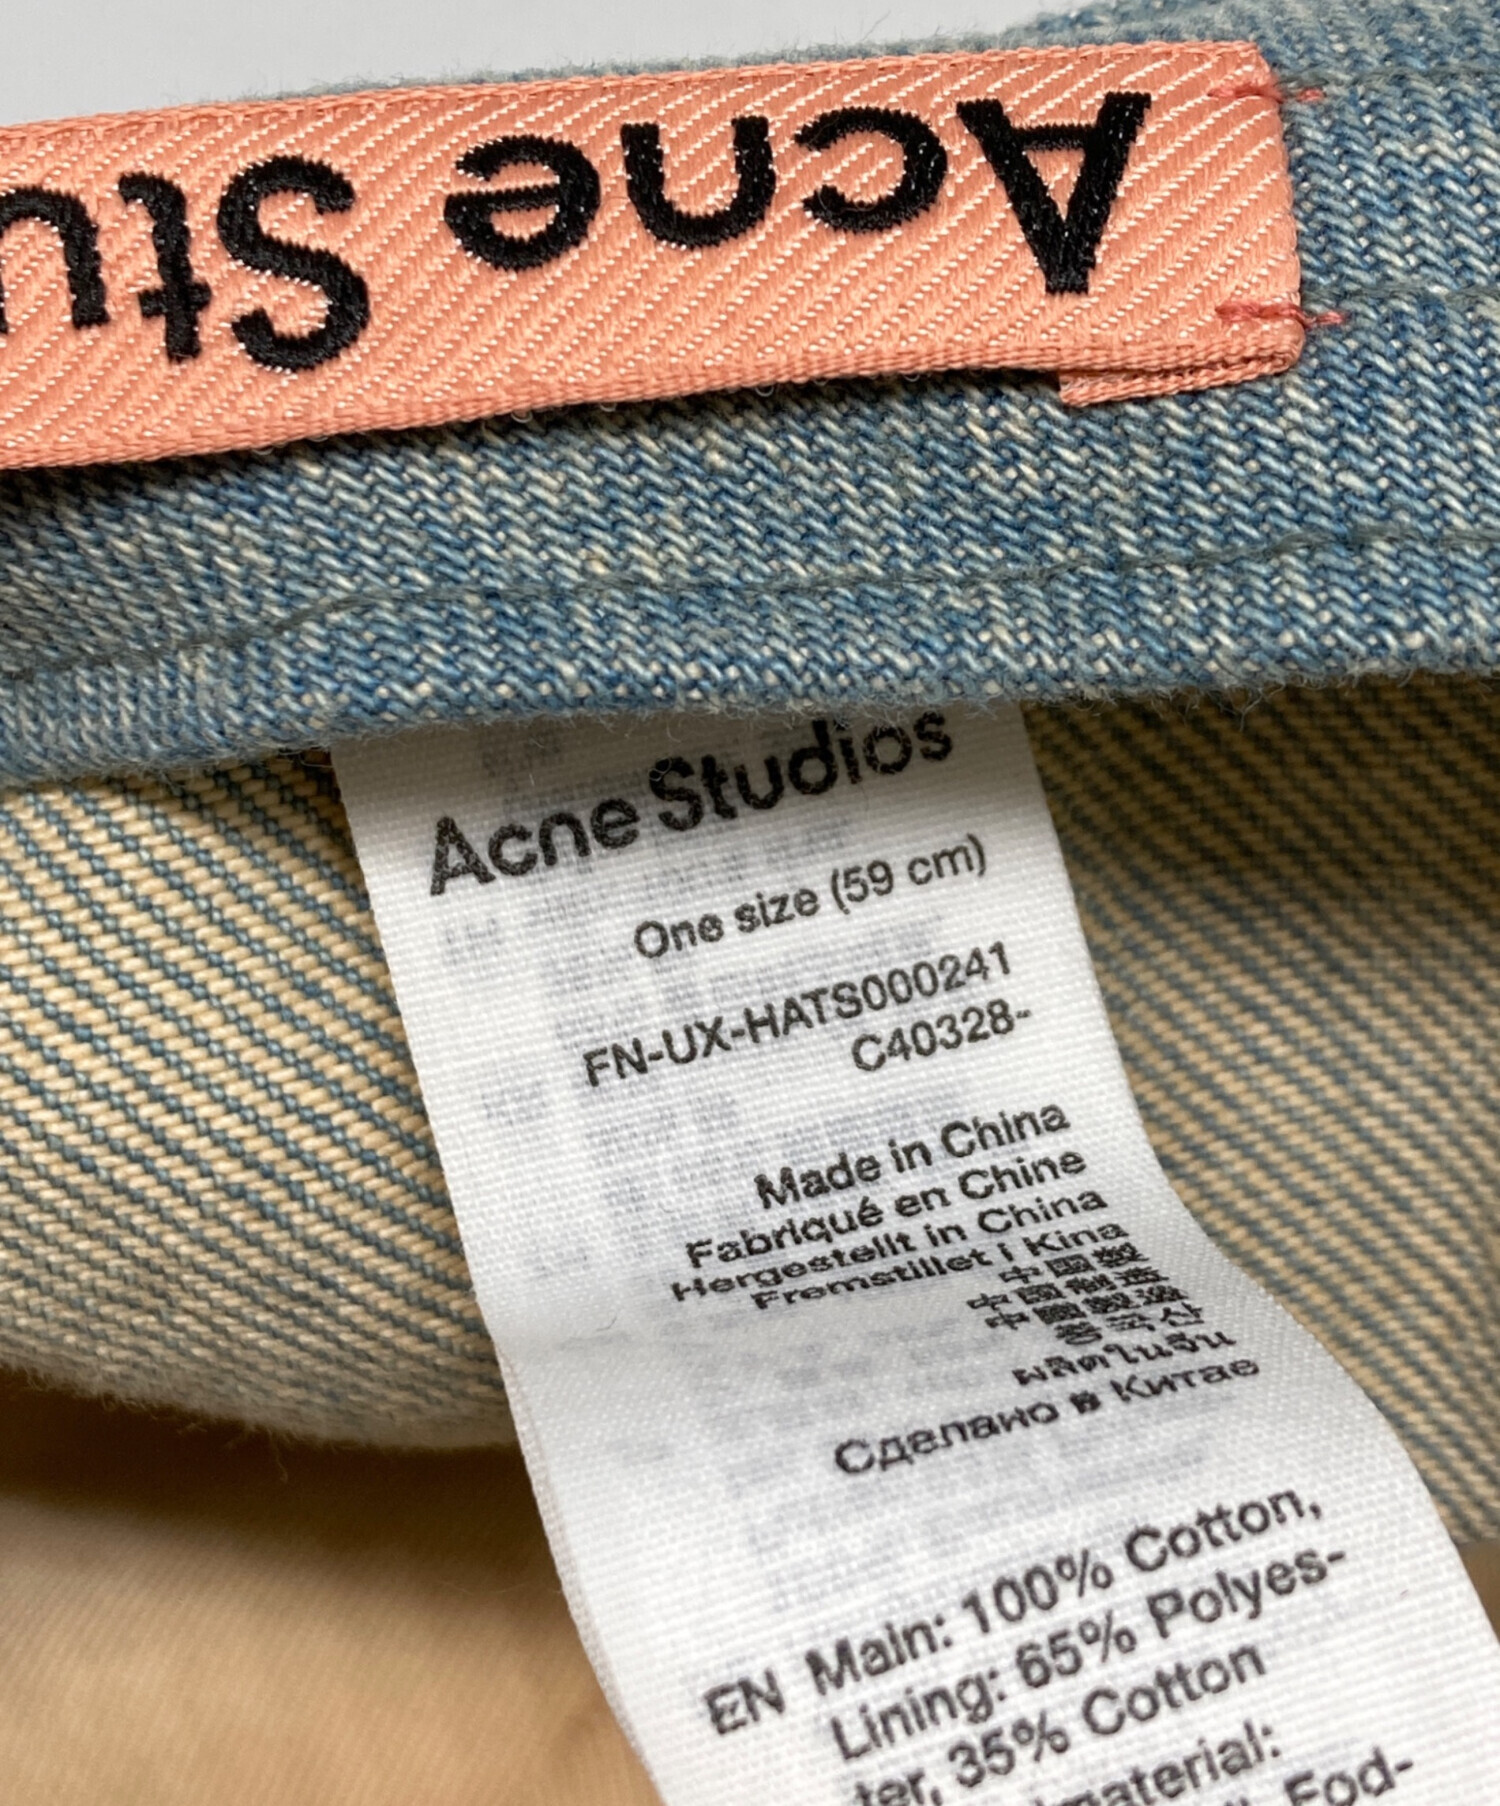 Acne Stu
Acne Studios
One size (59 cm)
FN-UX-HATS000241
C40328-
Made in China
Fabriqué en Chine
Hergestellt in China
Fremstillet i Kina
中国製
中国制造
中國製造
중국산
ผลิตในจีน
Сделано в Китае
EN Main: 100% Cotton,
Lining: 65% Polyes-
ter, 35% Cotton
material:
Fod-